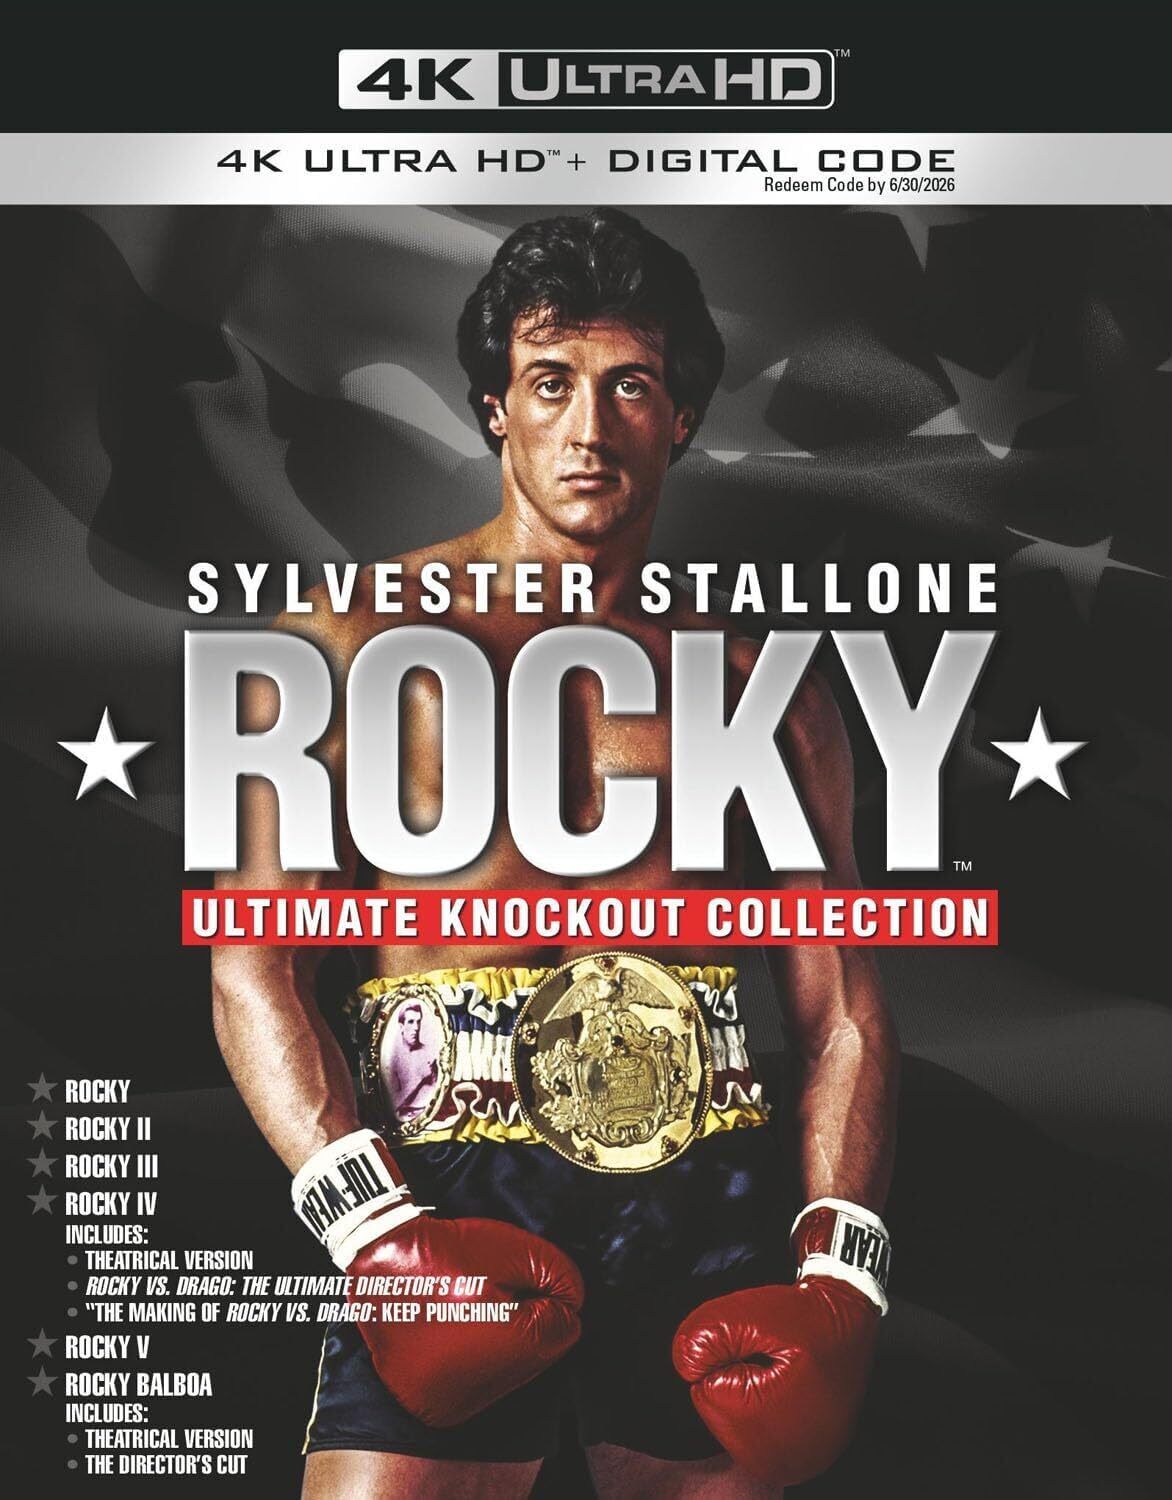 4K ULTRA HD™
4K ULTRA HD™ + DIGITAL CODE
Redeem Code by 6/30/2026
SYLVESTER STALLONE
ROCKY™
ULTIMATE KNOCKOUT COLLECTION
ROCKY
ROCKY II
ROCKY III
ROCKY IV
INCLUDES:
• THEATRICAL VERSION
• ROCKY VS. DRAGO: THE ULTIMATE DIRECTOR'S CUT
• "THE MAKING OF ROCKY VS. DRAGO: KEEP PUNCHING"
ROCKY V
ROCKY BALBOA
INCLUDES:
• THEATRICAL VERSION
• THE DIRECTOR'S CUT
TUF-WEAR
WEAR